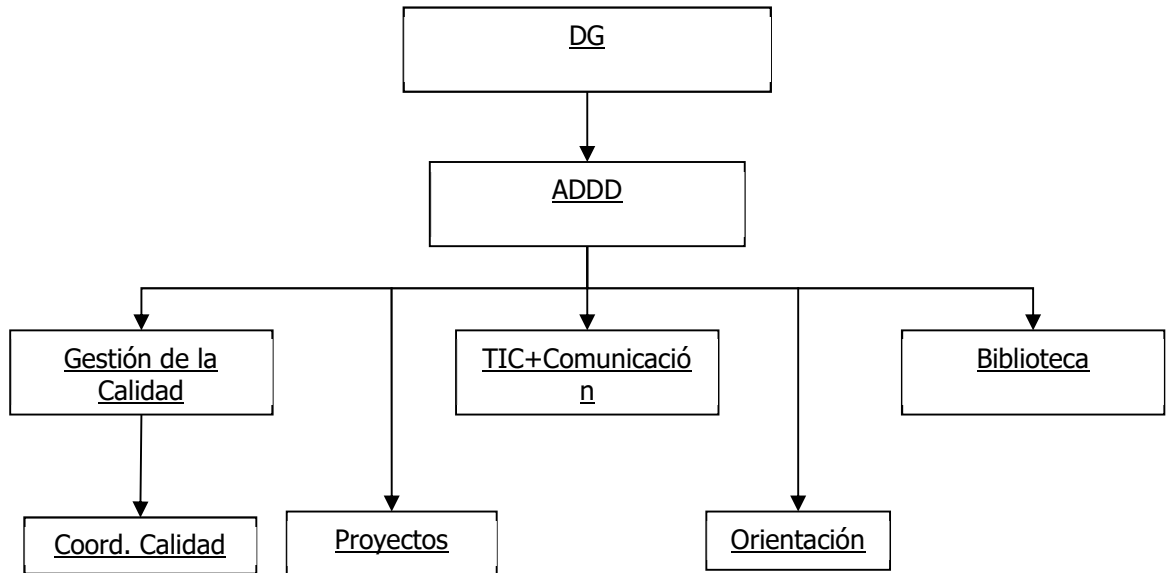 DG
ADDD
Gestión de la
Calidad
TIC+Comunicació
n
Biblioteca
Coord. Calidad
Proyectos
Orientación